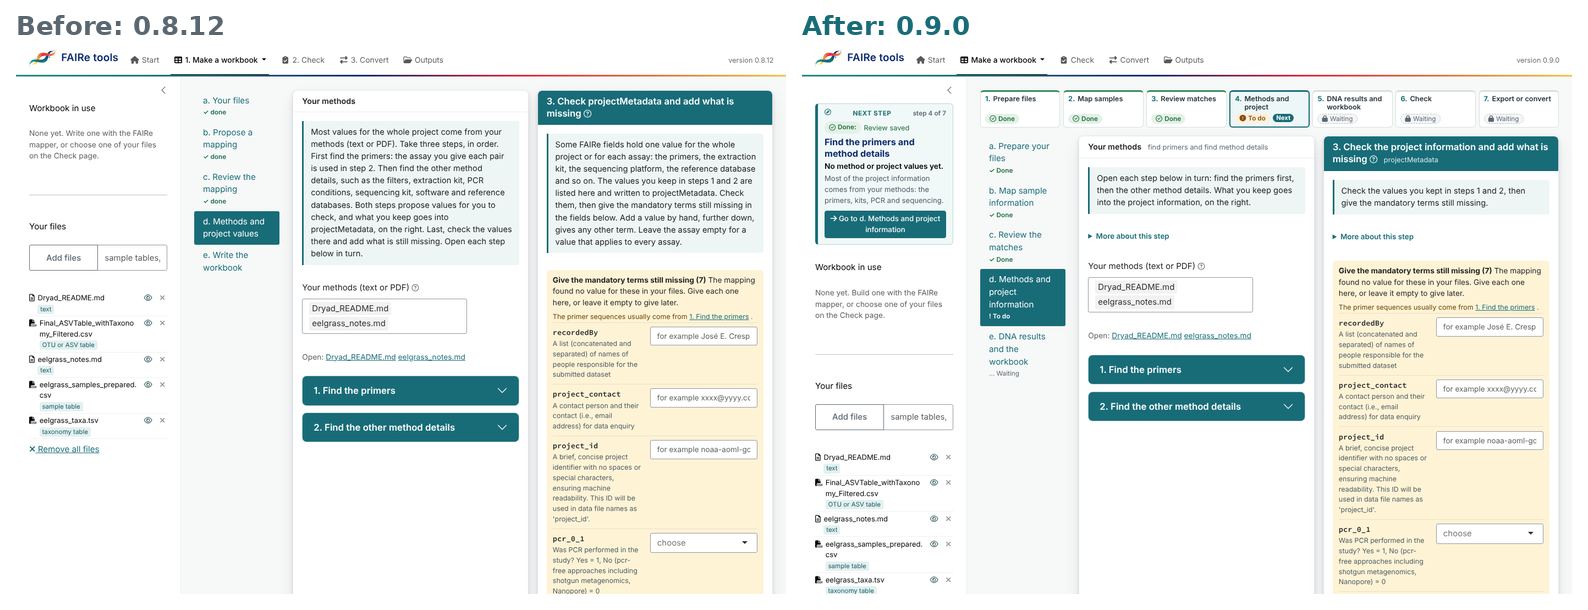 Before: 0.8.12
FAIRe tools
Start
1. Make a workbook
2. Check
3. Convert
Outputs
version 0.8.12
Workbook in use
None yet. Write one with the FAIRe
mapper, or choose one of your files
on the Check page.
Your files
Add files
sample tables,
Dryad_README.md
text
Final_ASVTable_withTaxono
my_Filtered.csv
OTU or ASV table
eelgrass_notes.md
text
eelgrass_samples_prepared.
csv
sample table
eelgrass_taxa.tsv
taxonomy table
Remove all files
a. Your files
✓ done
b. Propose a
mapping
✓ done
c. Review the
mapping
✓ done
d. Methods and
project values
e. Write the
workbook
Your methods
Most values for the whole project come from your
methods (text or PDF). Take three steps, in order.
First find the primers: the assay you give each pair
is used in step 2. Then find the other method
details, such as the filters, extraction kit, PCR
conditions, sequencing kit, software and reference
databases. Both steps propose values for you to
check, and what you keep goes into
projectMetadata, on the right. Last, check the values
there and add what is still missing. Open each step
below in turn.
Your methods (text or PDF)
Dryad_README.md
eelgrass_notes.md
Open: Dryad_README.md eelgrass_notes.md
1. Find the primers
2. Find the other method details
3. Check projectMetadata and add what is
missing
Some FAIRe fields hold one value for the whole
project or for each assay: the primers, the extraction
kit, the sequencing platform, the reference database
and so on. The values you keep in steps 1 and 2 are
listed here and written to projectMetadata. Check
them, then give the mandatory terms still missing in
the fields below. Add a value by hand, further down,
gives any other term. Leave the assay empty for a
value that applies to every assay.
Give the mandatory terms still missing (7) The mapping
found no value for these in your files. Give each one
here, or leave it empty to give later.
The primer sequences usually come from 1. Find the primers .
recordedBy
A list (concatenated and
separated) of names of
people responsible for the
submitted dataset
for example José E. Cresp
project_contact
A contact person and their
contact (i.e., email
address) for data enquiry
for example xxxx@yyyy.cc
project_id
A brief, concise project
identifier with no spaces or
special characters,
ensuring machine
readability. This ID will be
used in data file names as
'project_id'.
for example noaa-aoml-gc
pcr_0_1
Was PCR performed in the
study? Yes = 1, No (pcr-
free approaches including
shotgun metagenomics,
Nanopore) = 0
choose
After: 0.9.0
FAIRe tools
Start
Make a workbook
Check
Convert
Outputs
version 0.9.0
NEXT STEP
step 4 of 7
Done: Review saved
Find the primers and
method details
No method or project values yet.
Most of the project information
comes from your methods: the
primers, kits, PCR and sequencing.
→ Go to d. Methods and project
information
Workbook in use
None yet. Build one with the FAIRe
mapper, or choose one of your files
on the Check page.
Your files
Add files
sample tables,
Dryad_README.md
text
Final_ASVTable_withTaxono
my_Filtered.csv
OTU or ASV table
eelgrass_notes.md
text
eelgrass_samples_prepared.
csv
sample table
eelgrass_taxa.tsv
taxonomy table
1. Prepare files
Done
2. Map samples
Done
3. Review matches
Done
4. Methods and
project
To do
Next
5. DNA results and
workbook
Waiting
6. Check
Waiting
7. Export or convert
Waiting
a. Prepare your
files
✓ Done
b. Map sample
information
✓ Done
c. Review the
matches
✓ Done
d. Methods and
project
information
! To do
e. DNA results
and the
workbook
... Waiting
Your methods find primers and find method details
Open each step below in turn: find the primers first,
then the other method details. What you keep goes
into the project information, on the right.
More about this step
Your methods (text or PDF)
Dryad_README.md
eelgrass_notes.md
Open: Dryad_README.md eelgrass_notes.md
1. Find the primers
2. Find the other method details
3. Check the project information and add what is
missing projectMetadata
Check the values you kept in steps 1 and 2, then
give the mandatory terms still missing.
More about this step
Give the mandatory terms still missing (7) The mapping
found no value for these in your files. Give each one
here, or leave it empty to give later.
The primer sequences usually come from 1. Find the primers .
recordedBy
A list (concatenated and
separated) of names of
people responsible for the
submitted dataset
for example José E. Cresp
project_contact
A contact person and their
contact (i.e., email
address) for data enquiry
for example xxxx@yyyy.cc
project_id
A brief, concise project
identifier with no spaces or
special characters,
ensuring machine
readability. This ID will be
used in data file names as
'project_id'.
for example noaa-aoml-gc
pcr_0_1
Was PCR performed in the
study? Yes = 1, No (pcr-
free approaches including
shotgun metagenomics,
Nanopore) = 0
choose